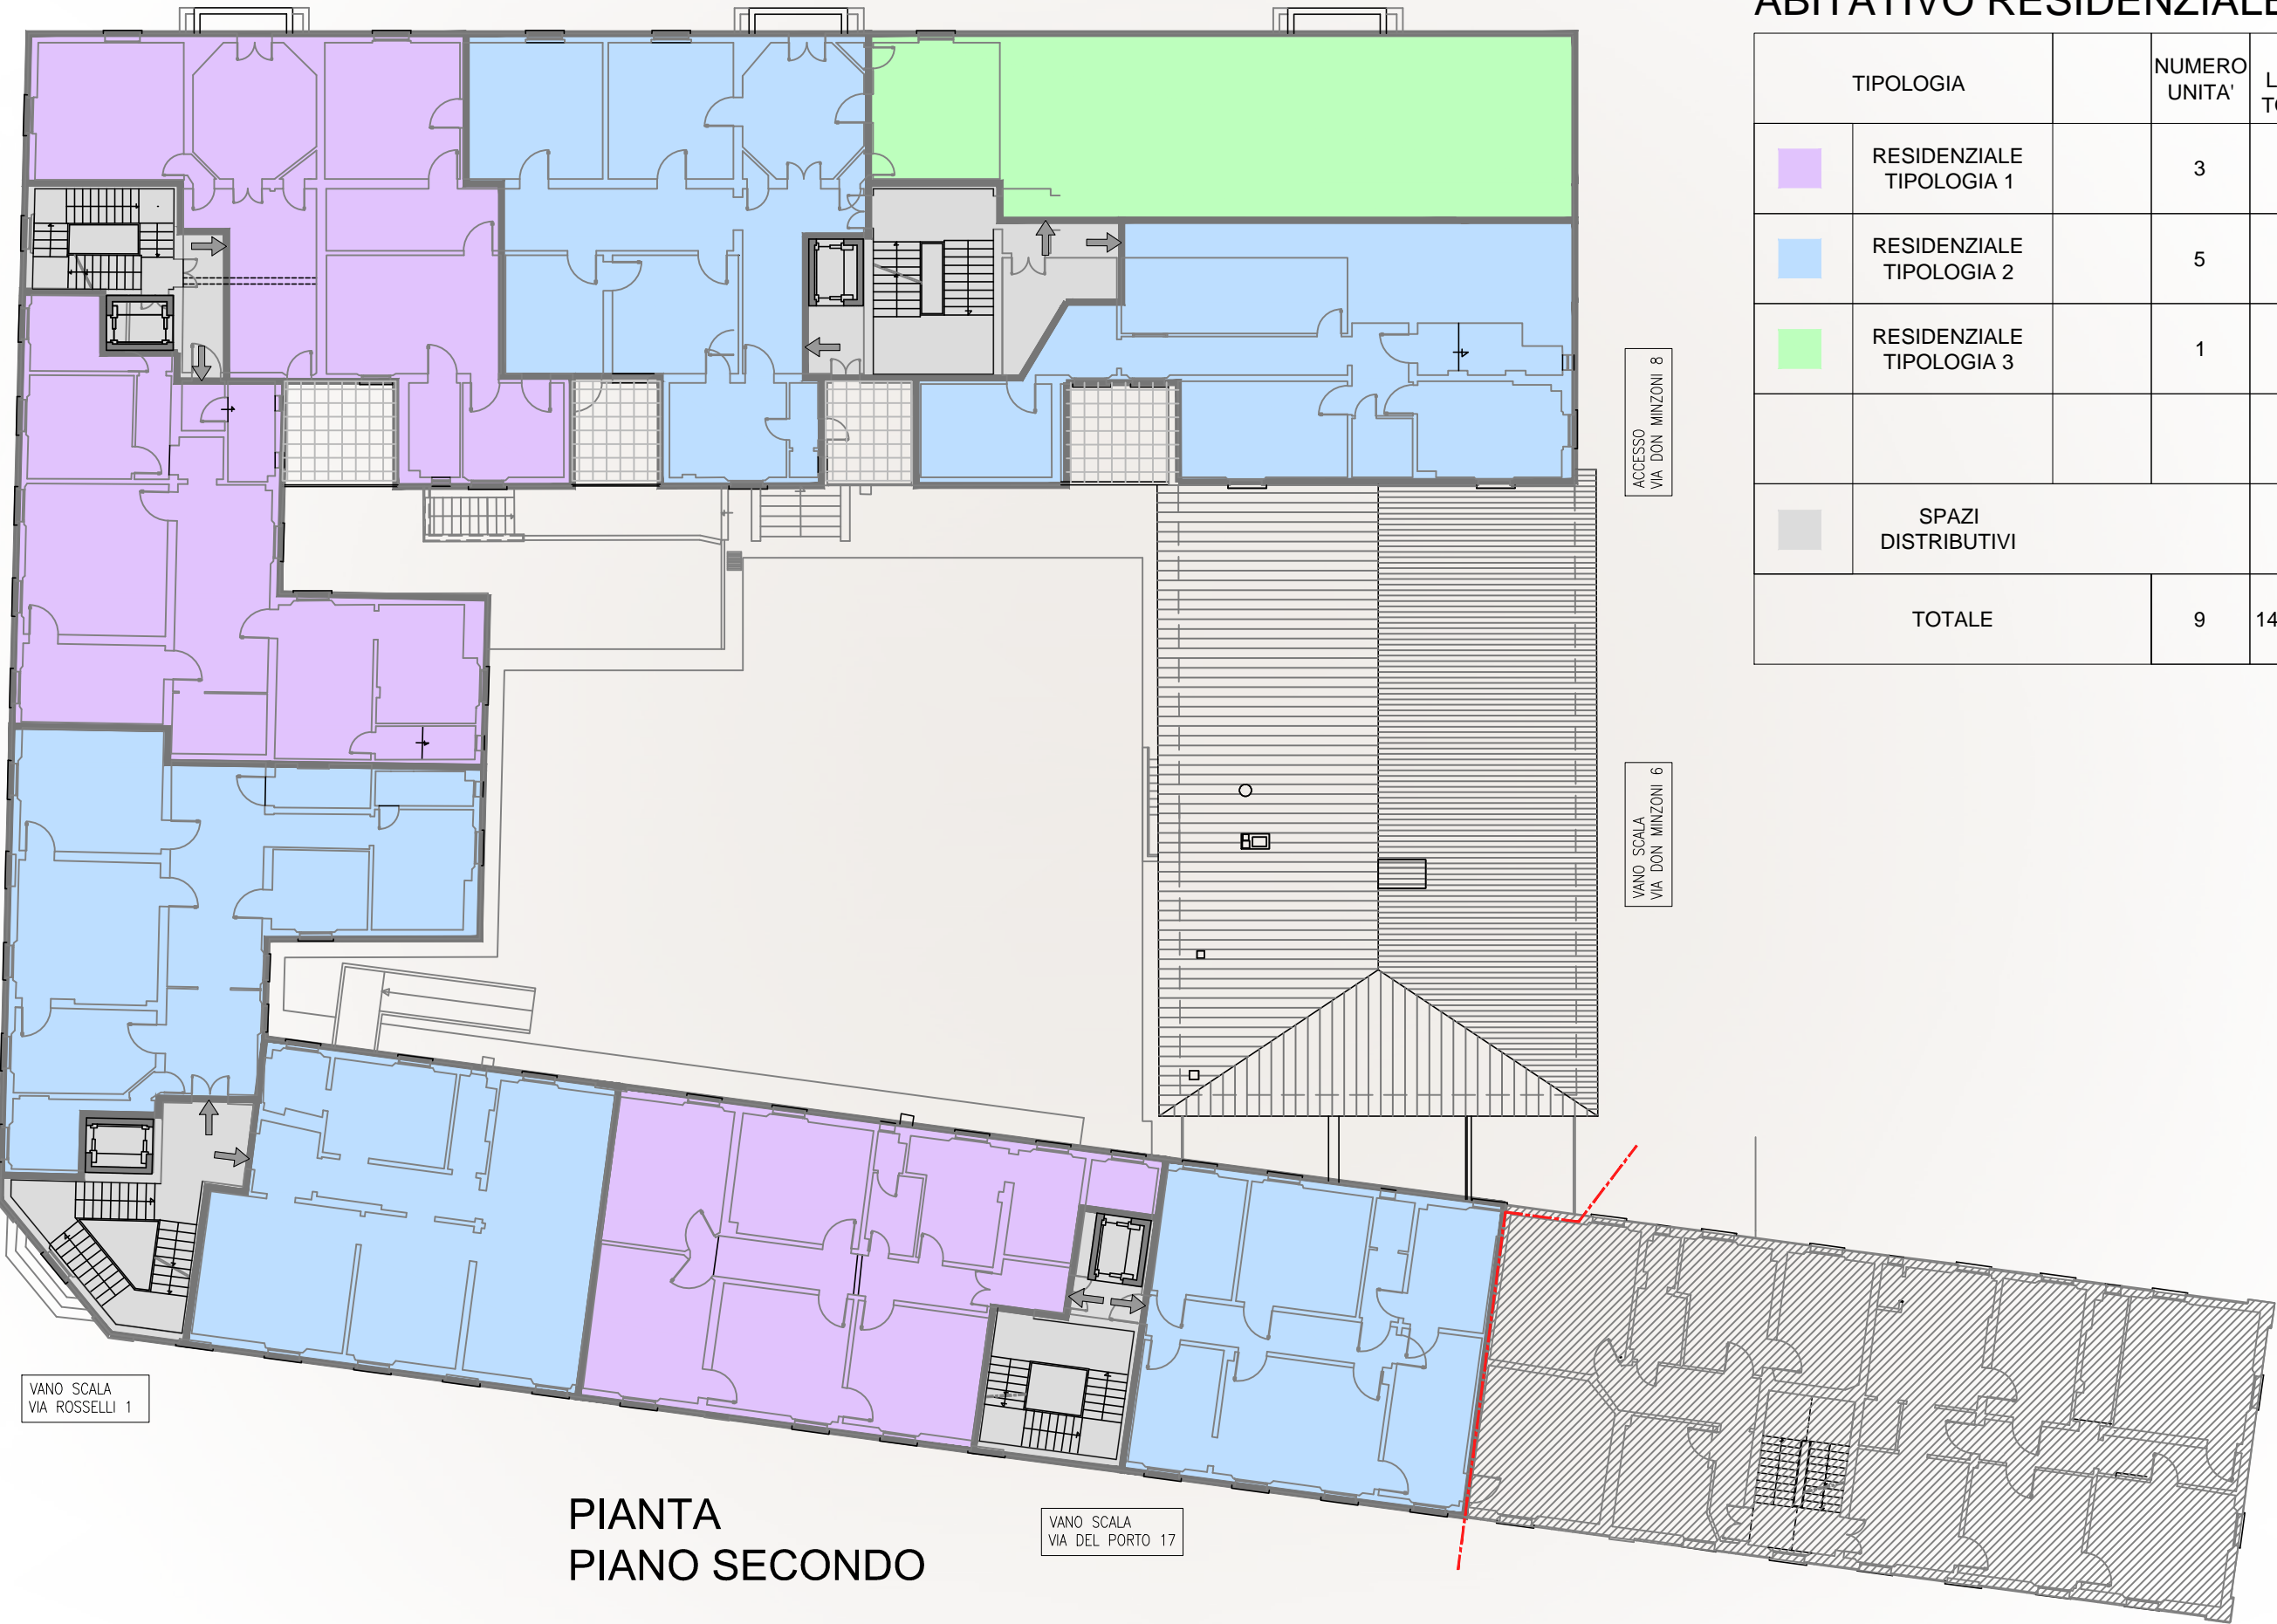 ABITATIVO RESIDENZIALE
TIPOLOGIA
NUMERO
UNITA'
RESIDENZIALE
TIPOLOGIA 1
3
RESIDENZIALE
TIPOLOGIA 2
5
RESIDENZIALE
TIPOLOGIA 3
1
SPAZI
DISTRIBUTIVI
TOTALE
9
14
ACCESSO
VIA DON MINZONI 8
VANO SCALA
VIA DON MINZONI 6
VANO SCALA
VIA ROSSELLI 1
PIANTA
PIANO SECONDO
VANO SCALA
VIA DEL PORTO 17